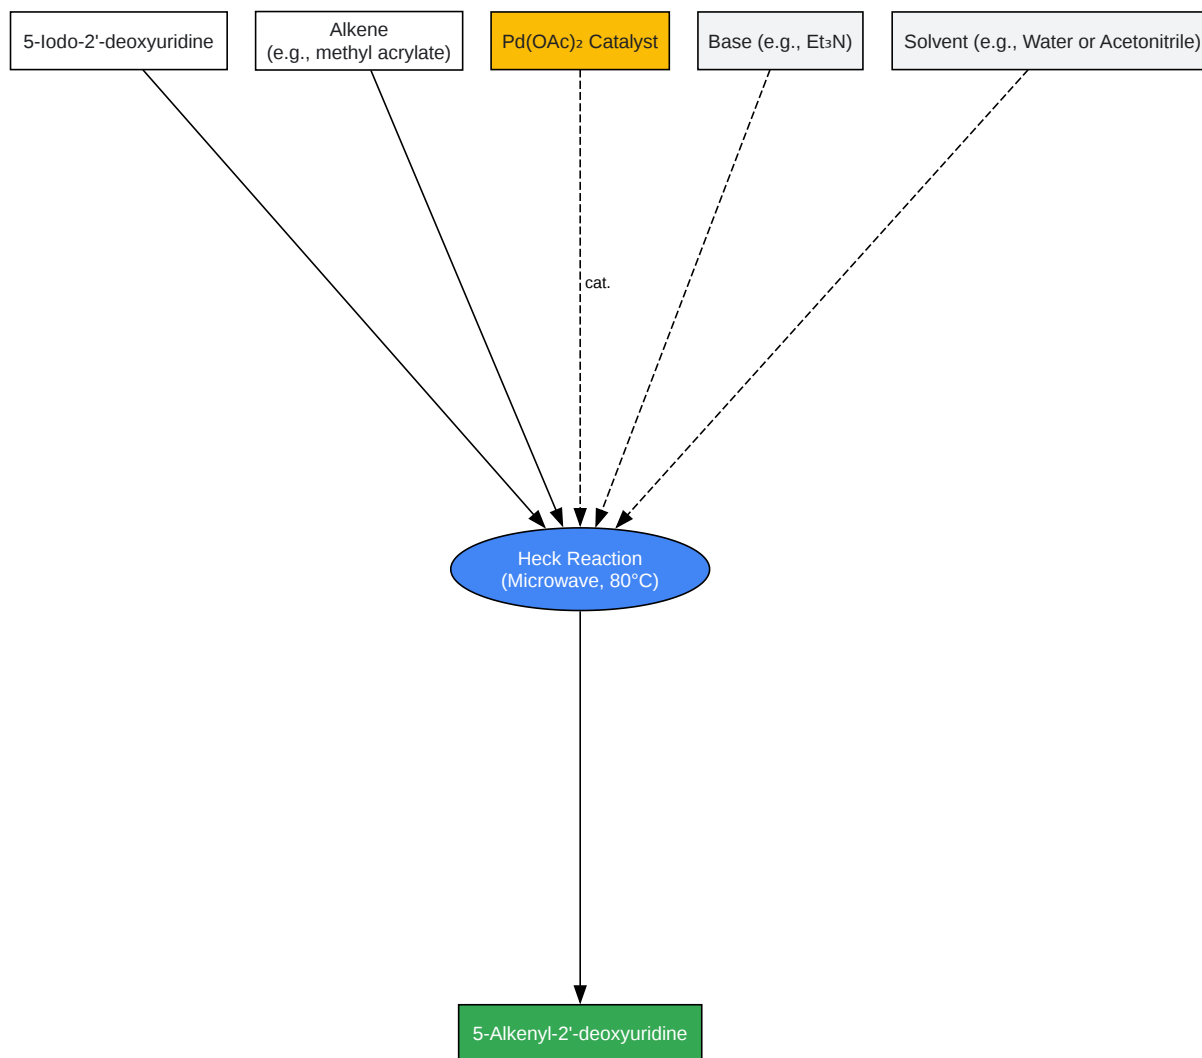 5-Iodo-2'-deoxyuridine
Alkene
(e.g., methyl acrylate)
Pd(OAc)₂ Catalyst
Base (e.g., Et₃N)
Solvent (e.g., Water or Acetonitrile)
cat.
Heck Reaction
(Microwave, 80°C)
5-Alkenyl-2'-deoxyuridine